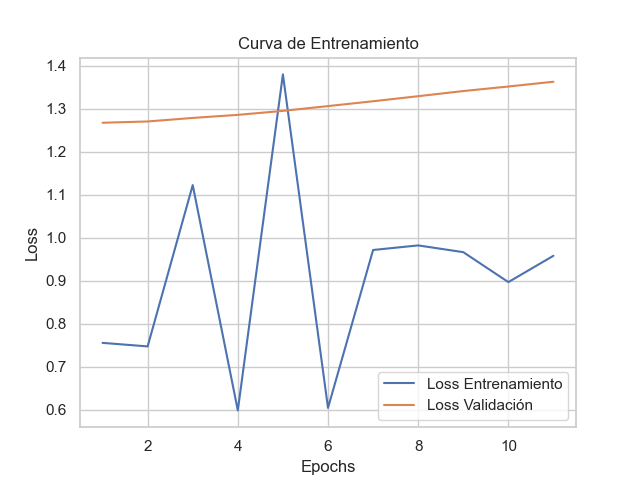 Curva de Entrenamiento
1.4
1.3
1.2
1.1
1.0
0.9
0.8
0.7
0.6
Loss
Loss Entrenamiento
Loss Validación
2 4 6 8 10
Epochs